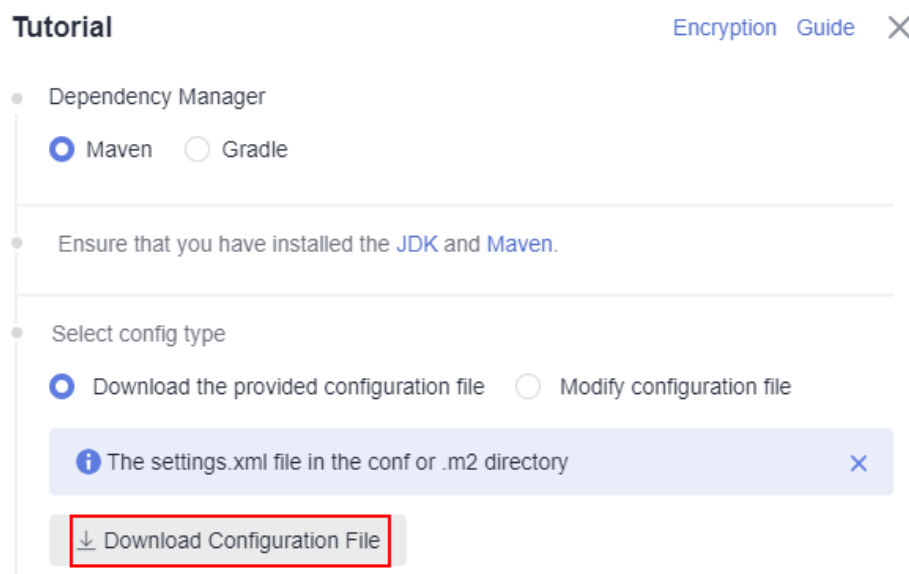 Tutorial Encryption Guide
Dependency Manager
Maven Gradle
Ensure that you have installed the JDK and Maven.
Select config type
Download the provided configuration file Modify configuration file
The settings.xml file in the conf or .m2 directory
Download Configuration File